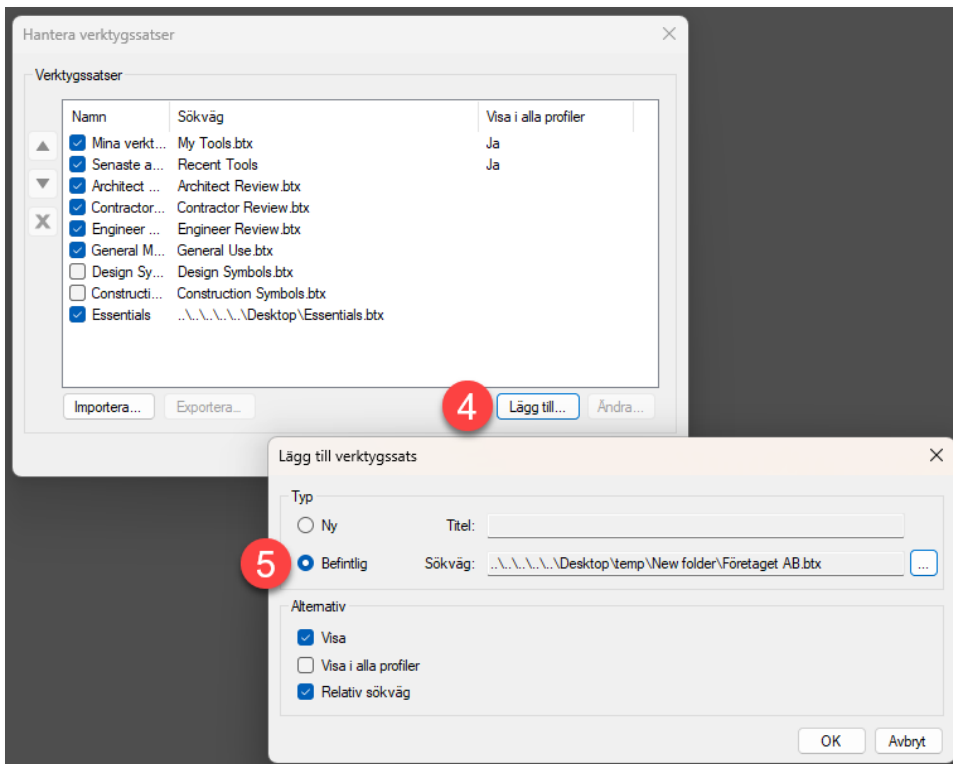 Hantera verktygssatser
Verktygssatser
Namn Sökväg Visa i alla profiler
Mina verkt... My Tools.btx Ja
Senaste a... Recent Tools Ja
Architect ... Architect Review.btx
Contractor... Contractor Review.btx
Engineer ... Engineer Review.btx
General M... General Use.btx
Design Sy... Design Symbols.btx
Constructi... Construction Symbols.btx
Essentials ..\..\..\..\..\Desktop\Essentials.btx
Importera... Exportera... 4 Lägg till... Ändra...
Lägg till verktygssats
Typ
Ny Titel:
5 Befintlig Sökväg: ..\..\..\..\..\Desktop\temp\New folder\Företaget AB.btx ...
Alternativ
Visa
Visa i alla profiler
Relativ sökväg
OK Avbryt